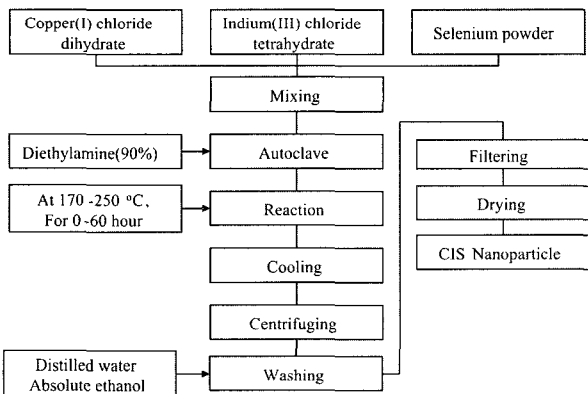 Copper(I) chloride
dihydrate
Indium(III) chloride
tetrahydrate
Selenium powder
Mixing
Diethylamine(90%)
Autoclave
At 170 -250 °C,
For 0~60 hour
Reaction
Cooling
Centrifuging
Distilled water
Absolute ethanol
Washing
Filtering
Drying
CIS Nanoparticle